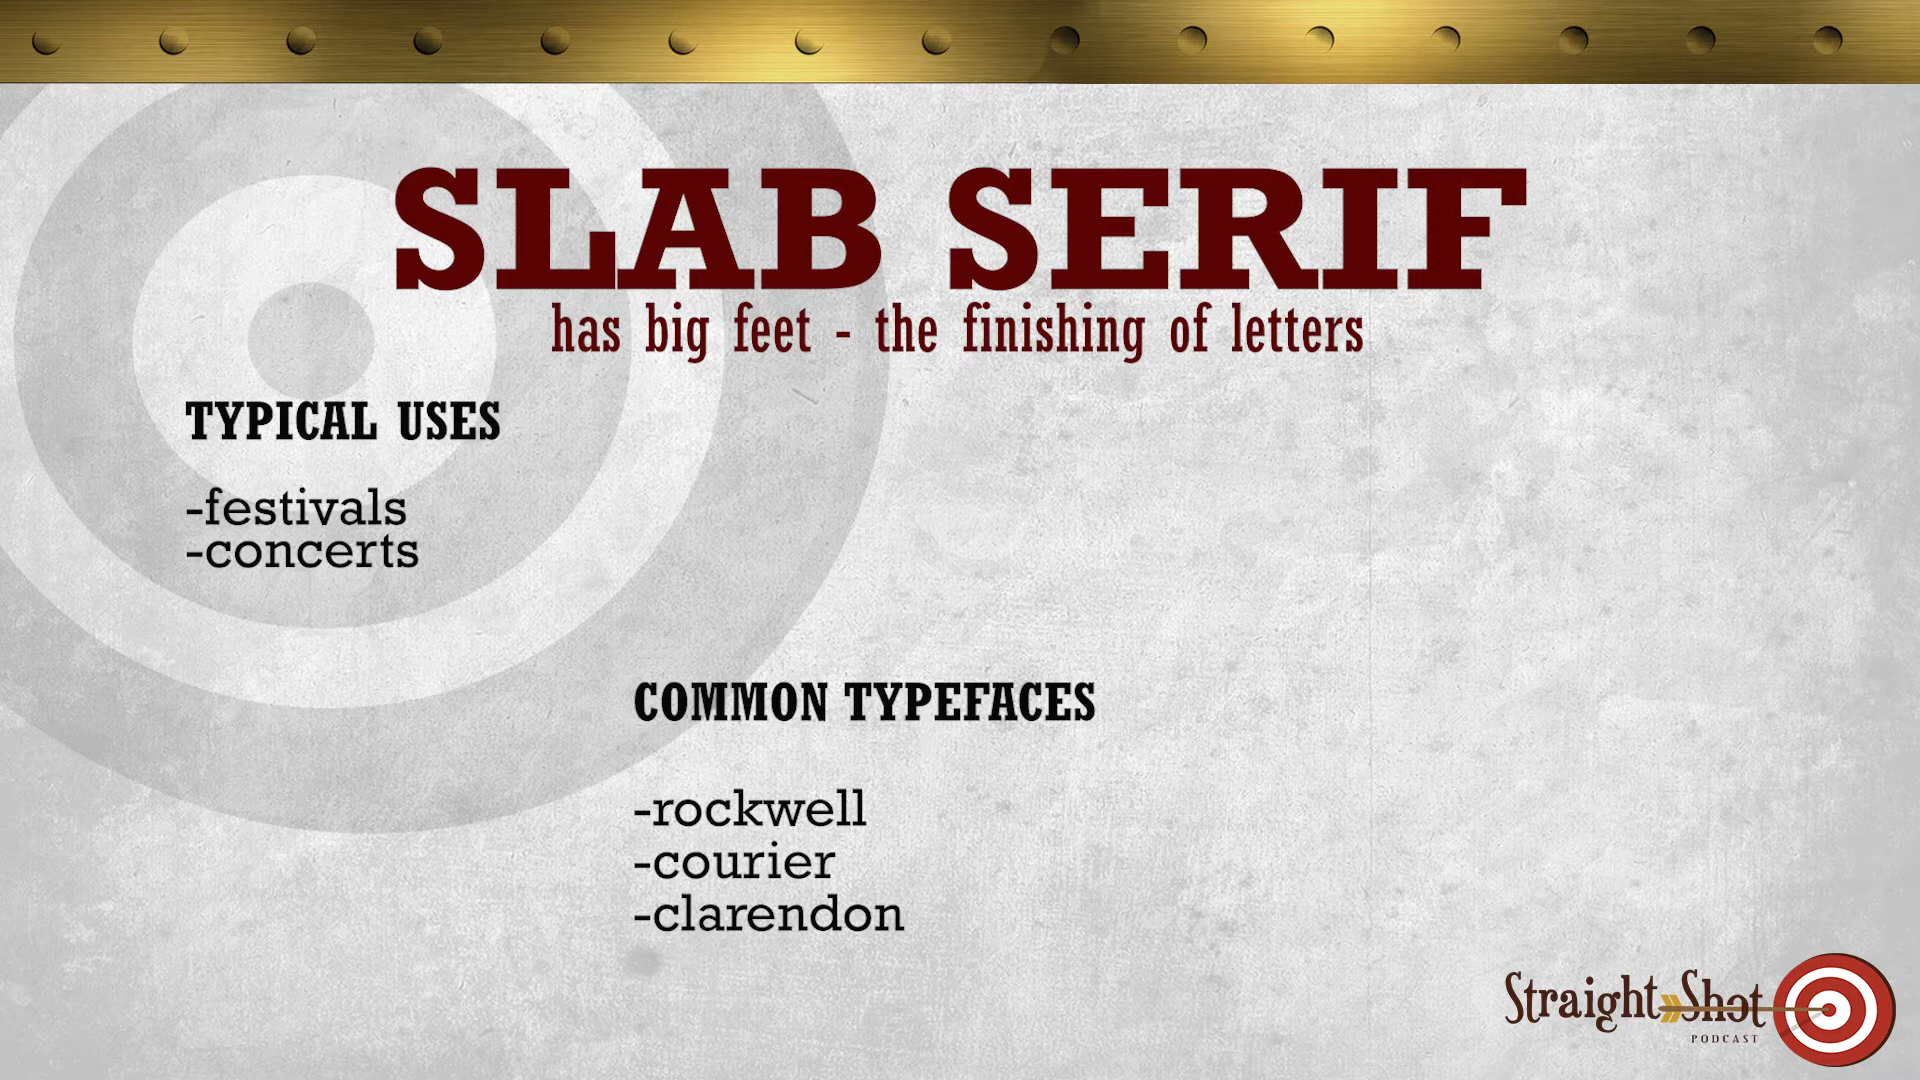 SLAB SERIF
has big feet - the finishing of letters
TYPICAL USES
-festivals
-concerts
COMMON TYPEFACES
-rockwell
-courier
-clarendon
Straight Shot
PODCAST